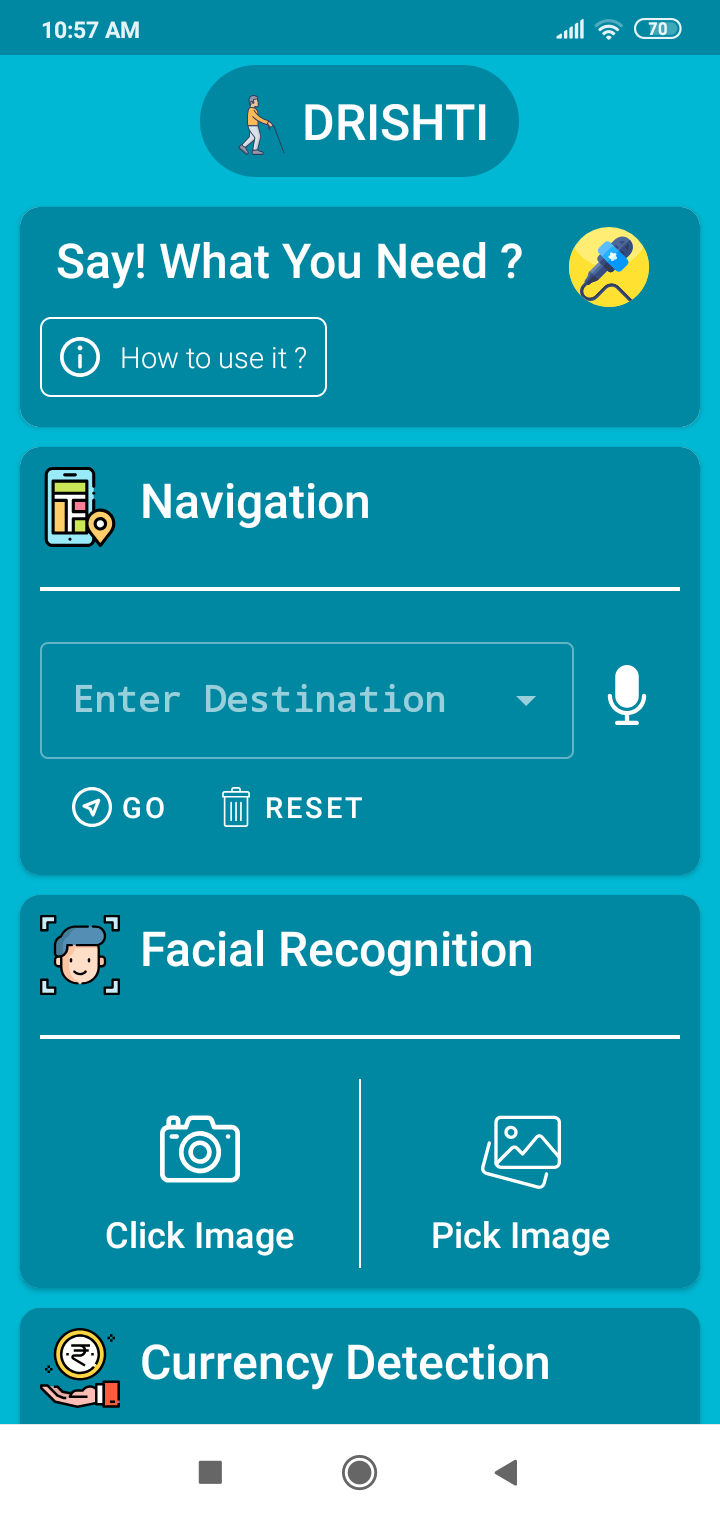 10:57 AM
70
DRISHTI
Say! What You Need ?
How to use it ?
Navigation
Enter Destination
GO RESET
Facial Recognition
Click Image Pick Image
₹
Currency Detection